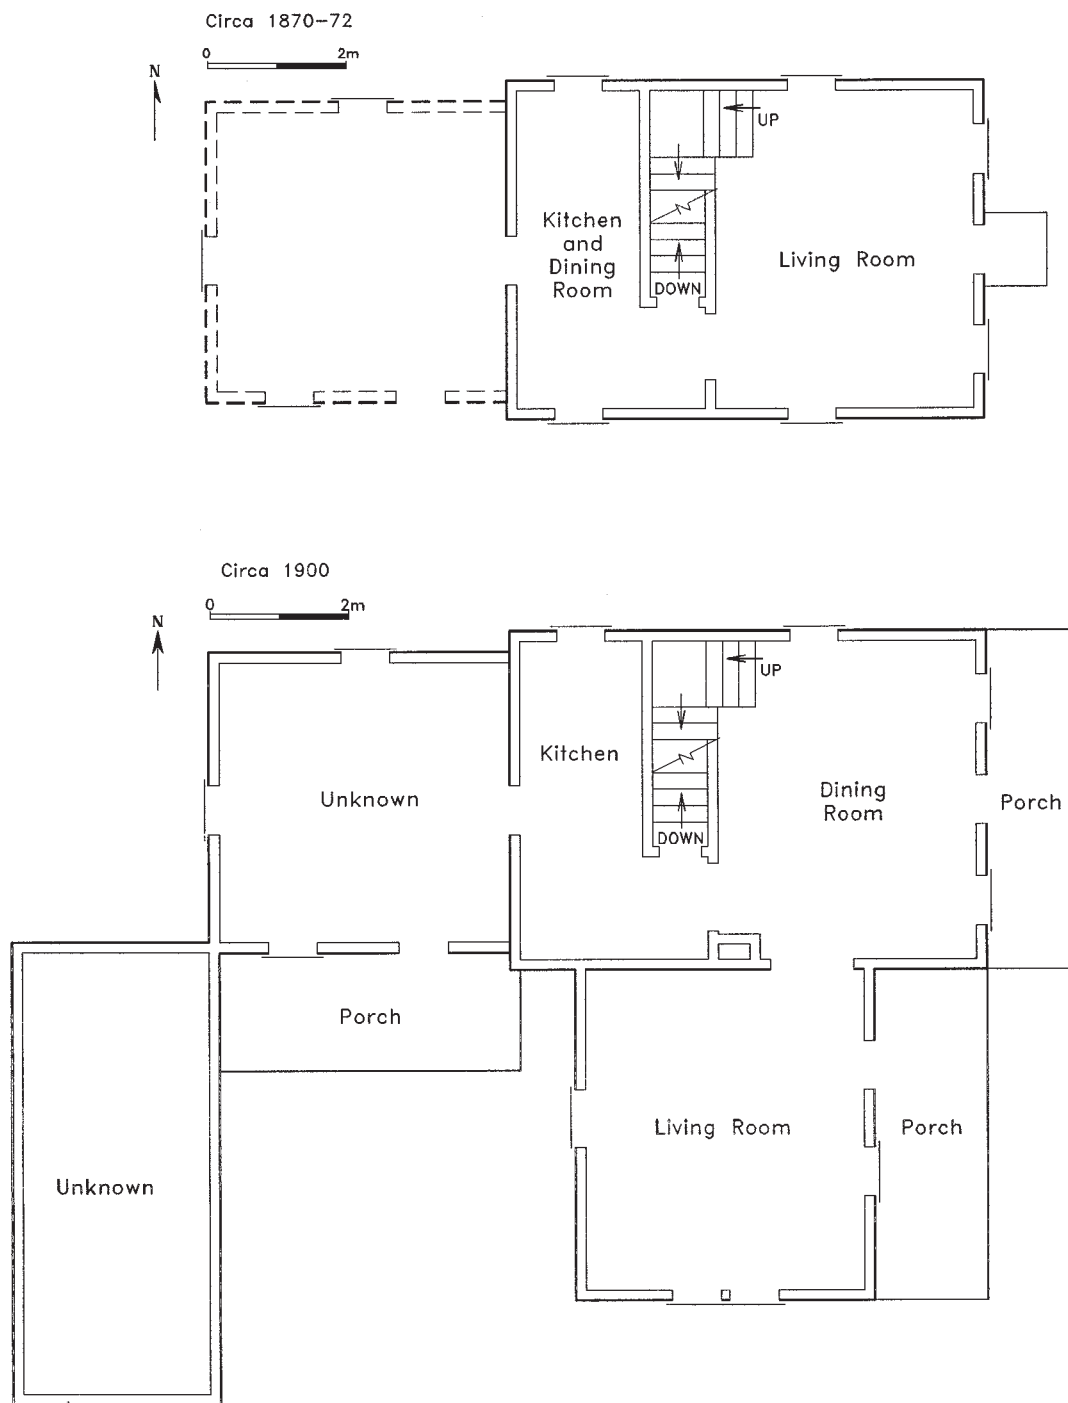 Circa 1870-72
0 2m
N
UP
Kitchen
and
Dining
Room
DOWN
Living Room
Circa 1900
0 2m
N
UP
Kitchen
Unknown
Dining
Room
Porch
DOWN
Porch
Living Room
Porch
Unknown